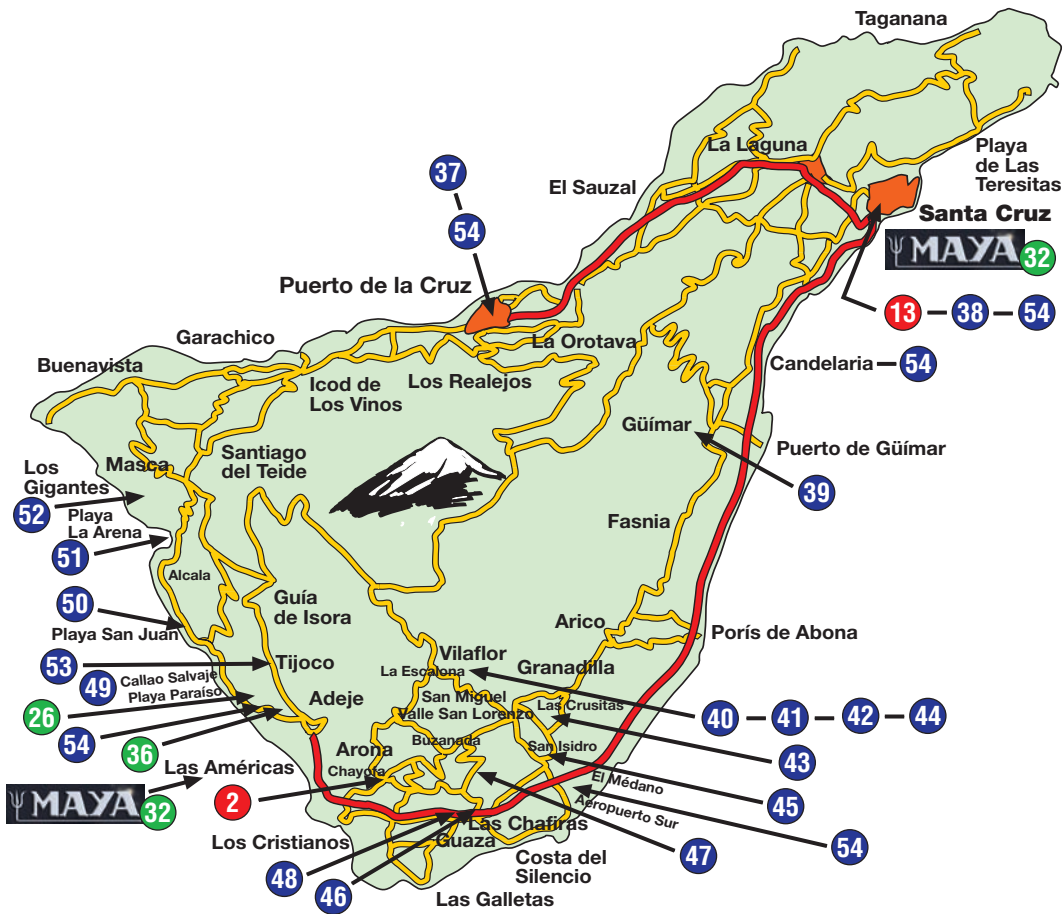 Taganana
La Laguna
Playa
de Las
Teresitas
37
El Sauzal
54
Santa Cruz
MAYA 32
Puerto de la Cruz
13 38 54
Garachico
La Orotava
Candelaria 54
Buenavista
Los Realejos
Icod de
Los Vinos
Güímar
Puerto de Güímar
Santiago
del Teide
Masca
Los
Gigantes
39
52
Playa
La Arena
Fasnia
51
Alcala
50
Guía
de Isora
Arico
Playa San Juan
Porís de Abona
Vilaflor
53
Tijoco
La Escalona
Granadilla
49
Callao Salvaje
Playa Paraíso
Adeje
San Miguel
Las Crusitas
26
Valle San Lorenzo
40 41 42 44
54
Buzanada
36
Arona
San Isidro
43
Las Américas
Chayofa
El Médano
MAYA 32
2
45
Aeropuerto Sur
Las Chafiras
Los Cristianos
Guaza
54
47
Costa del
Silencio
48
46
Las Galletas